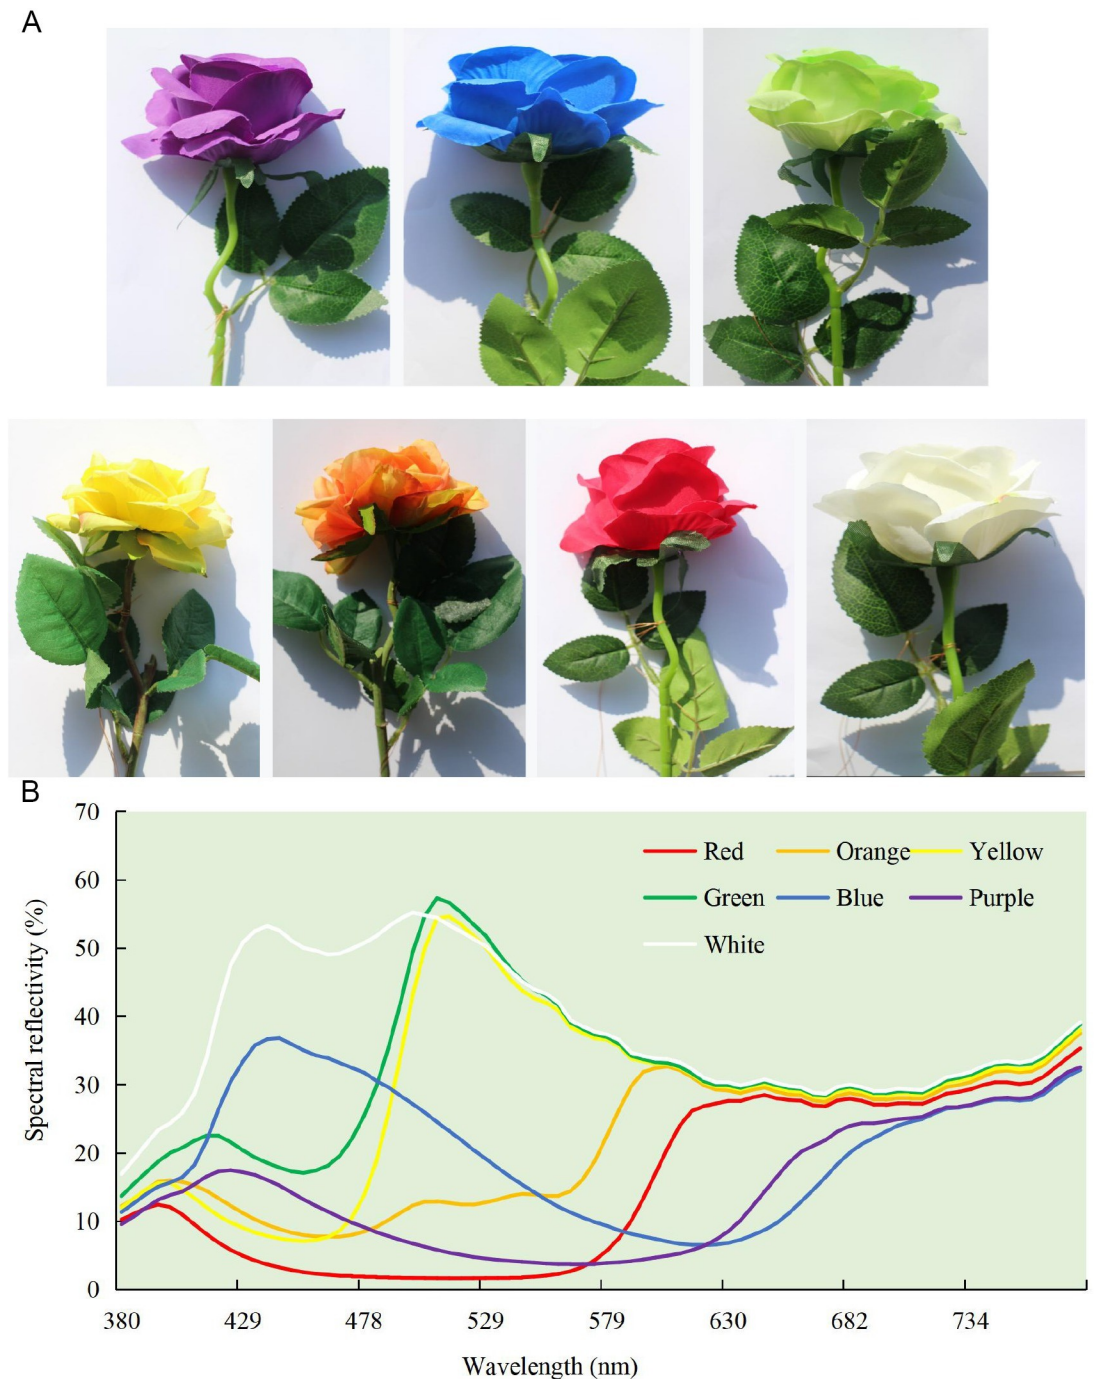 A
B
70
60
50
40
30
20
10
0
Spectral reflectivity (%)
Red Orange Yellow
Green Blue Purple
White
380 429 478 529 579 630 682 734
Wavelength (nm)